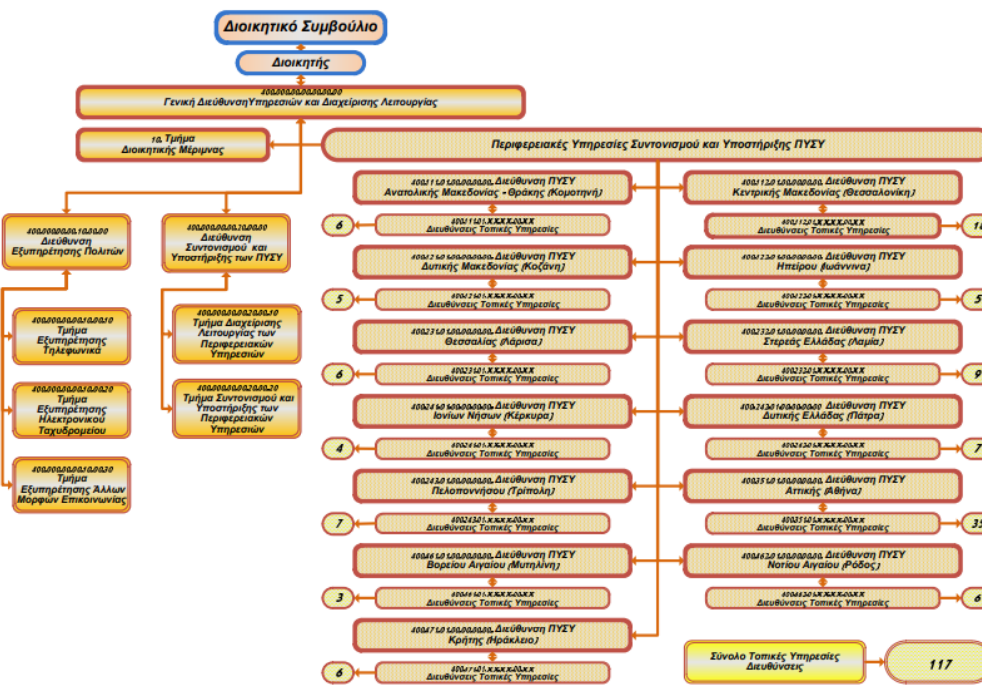 Διοικητικό Συμβούλιο
Διοικητής
Γενική ΔιεύθυνσηΥπηρεσιών και Διαχείρισης Λειτουργίας
10. Τμήμα
Διοικητικής Μέριμνας
Περιφερειακές Υπηρεσίες Συντονισμού και Υποστήριξης ΠΥΣΥ
Διεύθυνση
Εξυπηρέτησης Πολιτών
Τμήμα
Εξυπηρέτησης
Τηλεφωνικά
Τμήμα
Εξυπηρέτησης
Ηλεκτρονικού
Ταχυδρομείου
Τμήμα
Εξυπηρέτησης Άλλων
Μορφών Επικοινωνίας
Διεύθυνση
Συντονισμού και
Υποστήριξης των ΠΥΣΥ
Τμήμα Διαχείρισης
Λειτουργίας των
Περιφερειακών
Υπηρεσιών
Τμήμα Συντονισμού και
Υποστήριξης των
Περιφερειακών
Υπηρεσιών
Διεύθυνση ΠΥΣΥ
Ανατολικής Μακεδονίας - Θράκης (Κομοτηνή)
Διευθύνσεις Τοπικές Υπηρεσίες
6
Διεύθυνση ΠΥΣΥ
Κεντρικής Μακεδονίας (Θεσσαλονίκη)
Διευθύνσεις Τοπικές Υπηρεσίες
18
Διεύθυνση ΠΥΣΥ
Δυτικής Μακεδονίας (Κοζάνη)
Διευθύνσεις Τοπικές Υπηρεσίες
5
Διεύθυνση ΠΥΣΥ
Ηπείρου (Ιωάννινα)
Διευθύνσεις Τοπικές Υπηρεσίες
5
Διεύθυνση ΠΥΣΥ
Θεσσαλίας (Λάρισα)
Διευθύνσεις Τοπικές Υπηρεσίες
6
Διεύθυνση ΠΥΣΥ
Στερεάς Ελλάδας (Λαμία)
Διευθύνσεις Τοπικές Υπηρεσίες
9
Διεύθυνση ΠΥΣΥ
Ιονίων Νήσων (Κέρκυρα)
Διευθύνσεις Τοπικές Υπηρεσίες
4
Διεύθυνση ΠΥΣΥ
Δυτικής Ελλάδας (Πάτρα)
Διευθύνσεις Τοπικές Υπηρεσίες
7
Διεύθυνση ΠΥΣΥ
Πελοποννήσου (Τρίπολη)
Διευθύνσεις Τοπικές Υπηρεσίες
7
Διεύθυνση ΠΥΣΥ
Αττικής (Αθήνα)
Διευθύνσεις Τοπικές Υπηρεσίες
35
Διεύθυνση ΠΥΣΥ
Βορείου Αιγαίου (Μυτηλίνη)
Διευθύνσεις Τοπικές Υπηρεσίες
3
Διεύθυνση ΠΥΣΥ
Νοτίου Αιγαίου (Ρόδος)
Διευθύνσεις Τοπικές Υπηρεσίες
6
Διεύθυνση ΠΥΣΥ
Κρήτης (Ηράκλειο)
Διευθύνσεις Τοπικές Υπηρεσίες
6
Σύνολο Τοπικές Υπηρεσίες
Διευθύνσεις
117